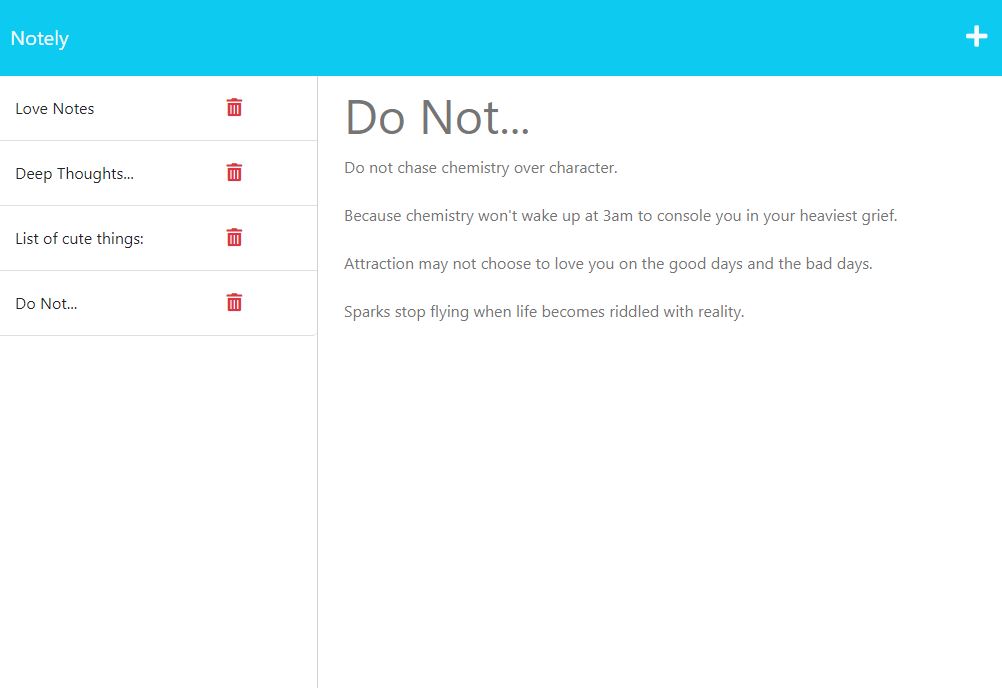 Notely
Love Notes
Deep Thoughts...
List of cute things:
Do Not...
Do Not...
Do not chase chemistry over character.
Because chemistry won't wake up at 3am to console you in your heaviest grief.
Attraction may not choose to love you on the good days and the bad days.
Sparks stop flying when life becomes riddled with reality.